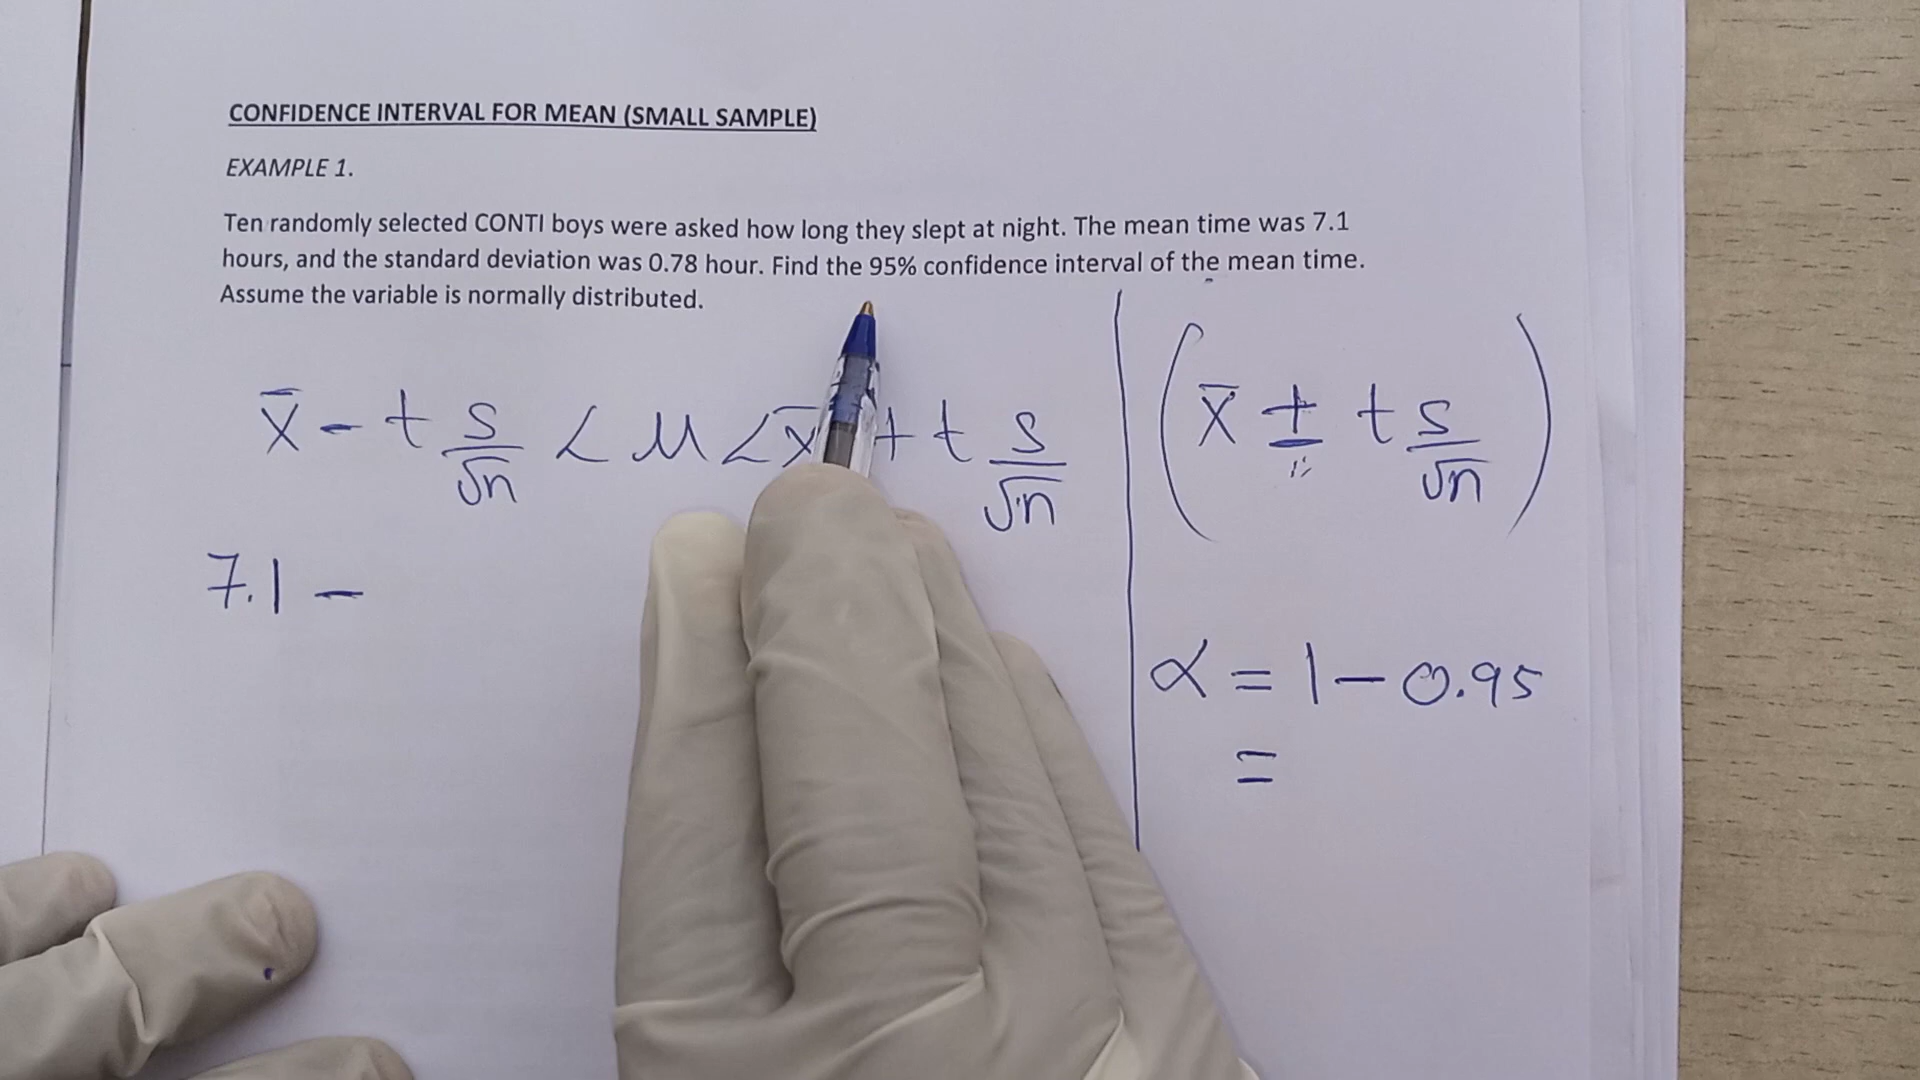 CONFIDENCE INTERVAL FOR MEAN (SMALL SAMPLE)
EXAMPLE 1.
Ten randomly selected CONTI boys were asked how long they slept at night. The mean time was 7.1
hours, and the standard deviation was 0.78 hour. Find the 95% confidence interval of the mean time.
Assume the variable is normally distributed.
x̄ - t s/√n < μ < x̄ + t s/√n
(x̄ ± t s/√n)
7.1 -
α = 1 - 0.95
=